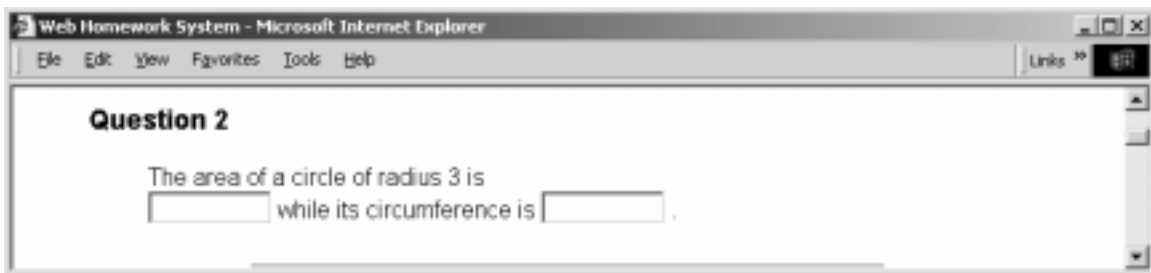 Web Homework System - Microsoft Internet Explorer
File Edit View Favorites Tools Help Links »
Question 2
The area of a circle of radius 3 is
while its circumference is .